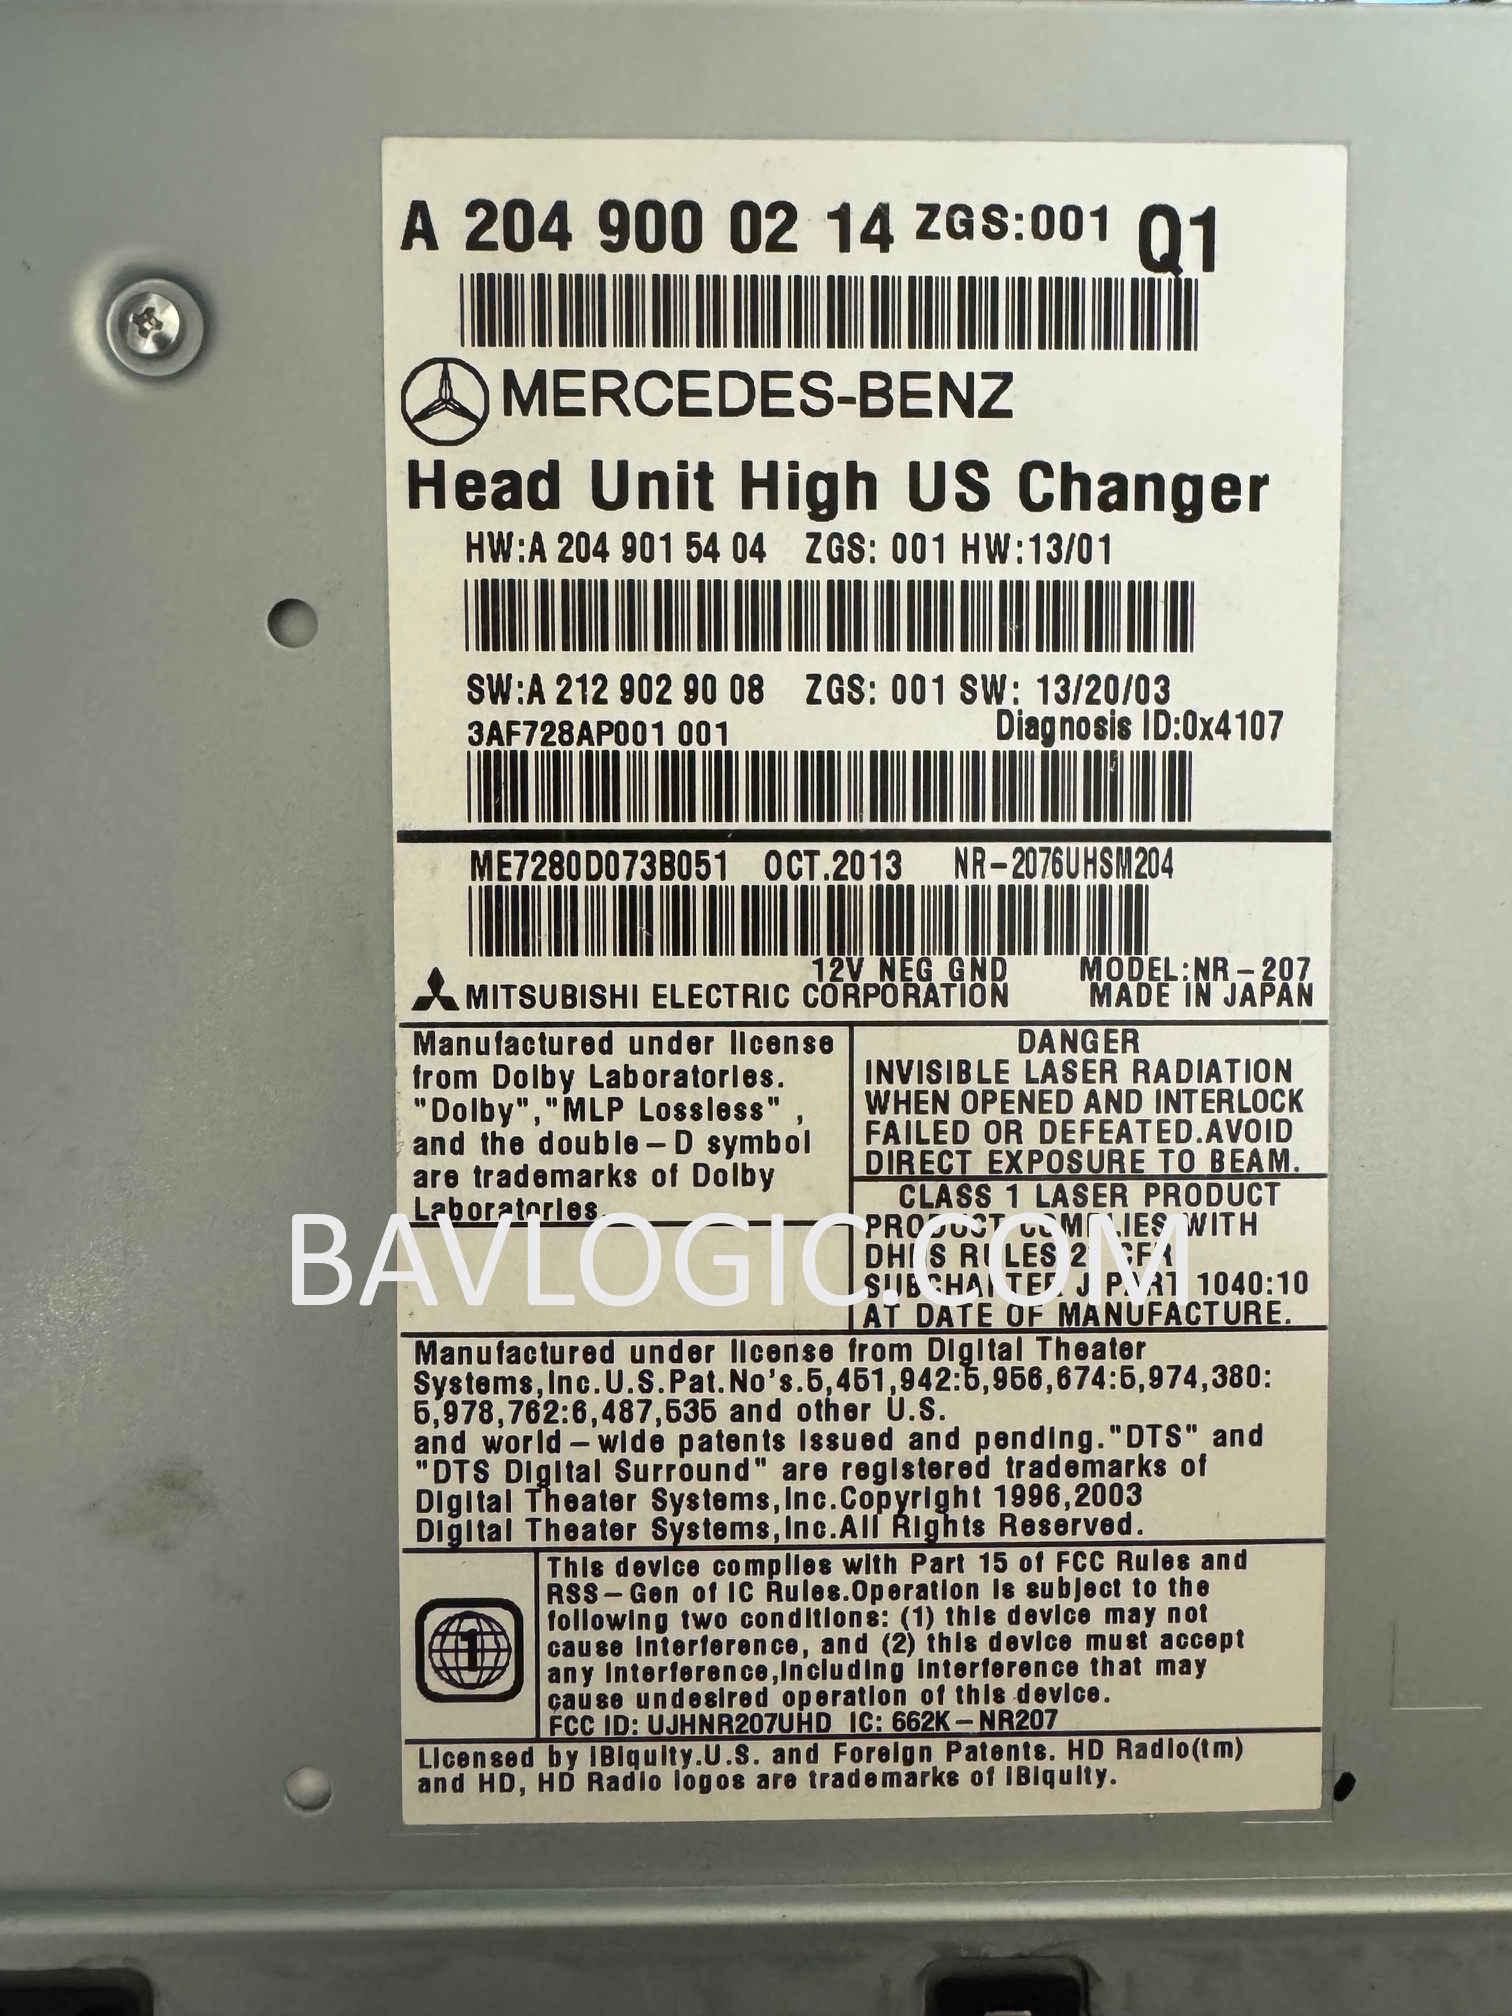 A 204 900 02 14 ZGS:001 Q1
MERCEDES-BENZ
Head Unit High US Changer
HW:A 204 901 54 04 ZGS: 001 HW:13/01
SW:A 212 902 90 08 ZGS: 001 SW: 13/20/03
3AF728AP001 001 Diagnosis ID:0x4107
ME7280D073B051 OCT.2013 NR-2076UHSM204
12V NEG GND MODEL:NR-207
MITSUBISHI ELECTRIC CORPORATION MADE IN JAPAN
Manufactured under license
from Dolby Laboratories.
"Dolby","MLP Lossless" ,
and the double-D symbol
are trademarks of Dolby
Laboratories.
DANGER
INVISIBLE LASER RADIATION
WHEN OPENED AND INTERLOCK
FAILED OR DEFEATED.AVOID
DIRECT EXPOSURE TO BEAM.
CLASS 1 LASER PRODUCT
PRODUCT COMPLIES WITH
DHHS RULES 21 CFR
SUBCHAPTER J PART 1040:10
AT DATE OF MANUFACTURE.
BAVLOGIC.COM
Manufactured under license from Digital Theater
Systems,Inc.U.S.Pat.No's.5,451,942:5,956,674:5,974,380:
5,978,762:6,487,535 and other U.S.
and world-wide patents issued and pending."DTS" and
"DTS Digital Surround" are registered trademarks of
Digital Theater Systems,Inc.Copyright 1996,2003
Digital Theater Systems,Inc.All Rights Reserved.
1
This device complies with Part 15 of FCC Rules and
RSS-Gen of IC Rules.Operation is subject to the
following two conditions: (1) this device may not
cause interference, and (2) this device must accept
any interference,including interference that may
cause undesired operation of this device.
FCC ID: UJHNR207UHD IC: 662K-NR207
Licensed by iBiquity.U.S. and Foreign Patents. HD Radio(tm)
and HD, HD Radio logos are trademarks of iBiquity.